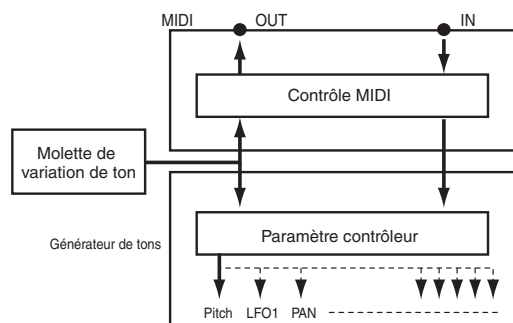 MIDI OUT IN
Contrôle MIDI
Molette de
variation de ton
Générateur de tons
Paramètre contrôleur
Pitch LFO1 PAN